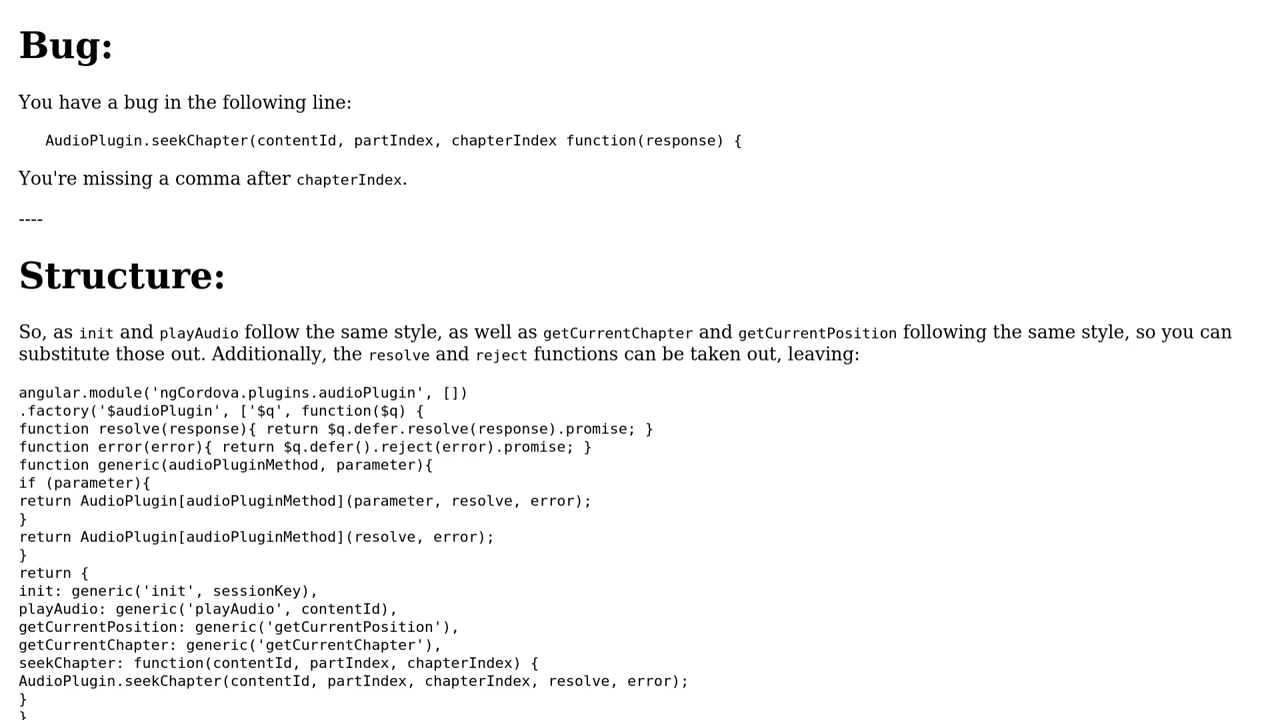 Bug:
You have a bug in the following line:
AudioPlugin.seekChapter(contentId, partIndex, chapterIndex function(response) {
You're missing a comma after chapterIndex.
----
Structure:
So, as init and playAudio follow the same style, as well as getCurrentChapter and getCurrentPosition following the same style, so you can
substitute those out. Additionally, the resolve and reject functions can be taken out, leaving:
angular.module('ngCordova.plugins.audioPlugin', [])
.factory('$audioPlugin', ['$q', function($q) {
function resolve(response){ return $q.defer.resolve(response).promise; }
function error(error){ return $q.defer().reject(error).promise; }
function generic(audioPluginMethod, parameter){
if (parameter){
return AudioPlugin[audioPluginMethod](parameter, resolve, error);
}
return AudioPlugin[audioPluginMethod](resolve, error);
}
return {
init: generic('init', sessionKey),
playAudio: generic('playAudio', contentId),
getCurrentPosition: generic('getCurrentPosition'),
getCurrentChapter: generic('getCurrentChapter'),
seekChapter: function(contentId, partIndex, chapterIndex) {
AudioPlugin.seekChapter(contentId, partIndex, chapterIndex, resolve, error);
}
}